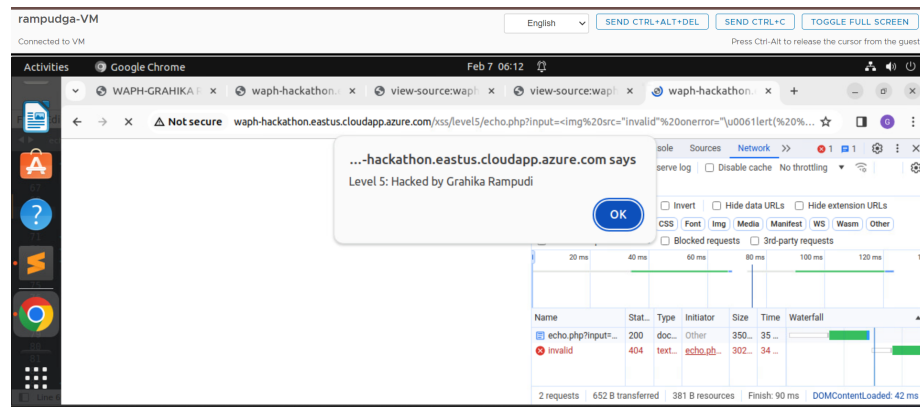 rampudga-VM
English
SEND CTRL+ALT+DEL
SEND CTRL+C
TOGGLE FULL SCREEN
Connected to VM
Press Ctrl-Alt to release the cursor from the guest
Activities
Google Chrome
Feb 7 06:12
WAPH-GRAHIKA
waph-hackathon.
view-source:waph
view-source:wap
waph-hackathon.
Not secure
waph-hackathon.eastus.cloudapp.azure.com/xss/level5/echo.php?input=<img%20src="invalid"%20onerror="\u0061lert(%20%...
...-hackathon.eastus.cloudapp.azure.com says
Level 5: Hacked by Grahika Rampudi
OK
sole
Sources
Network
1
1
serve log
Disable cache
No throttling
Invert
Hide data URLs
Hide extension URLs
CSS
Font
Img
Media
Manifest
WS
Wasm
Other
Blocked requests
3rd-party requests
20 ms
40 ms
60 ms
80 ms
100 ms
120 ms
Name
Stat...
Type
Initiator
Size
Time
Waterfall
echo.php?input=...
200
doc...
Other
350...
35 ...
invalid
404
text...
echo.ph...
302...
34 ...
2 requests
652 B transferred
381 B resources
Finish: 90 ms
DOMContentLoaded: 42 ms